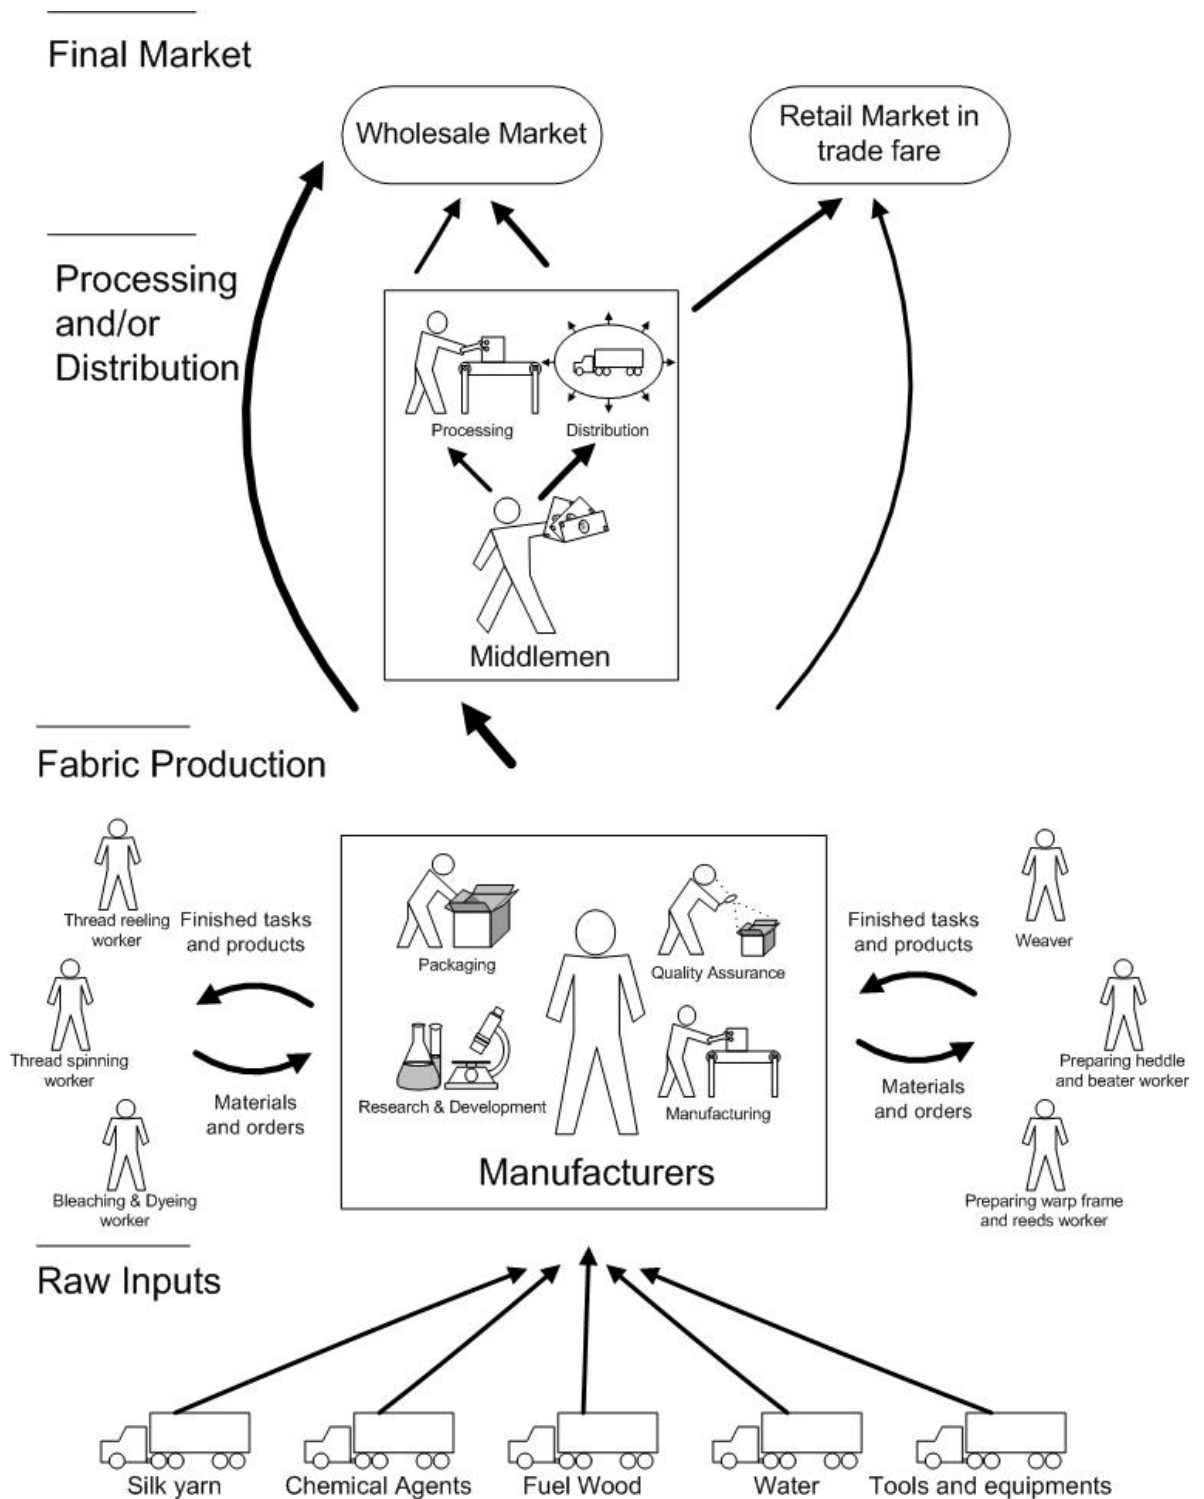 Final Market
Wholesale Market
Retail Market in
trade fare
Processing
and/or
Distribution
Processing
Distribution
Middlemen
Fabric Production
Thread reeling
worker
Finished tasks
and products
Thread spinning
worker
Materials
and orders
Bleaching & Dyeing
worker
Packaging
Quality Assurance
Research & Development
Manufacturing
Manufacturers
Finished tasks
and products
Weaver
Preparing heddle
and beater worker
Materials
and orders
Preparing warp frame
and reeds worker
Raw Inputs
Silk yarn
Chemical Agents
Fuel Wood
Water
Tools and equipments